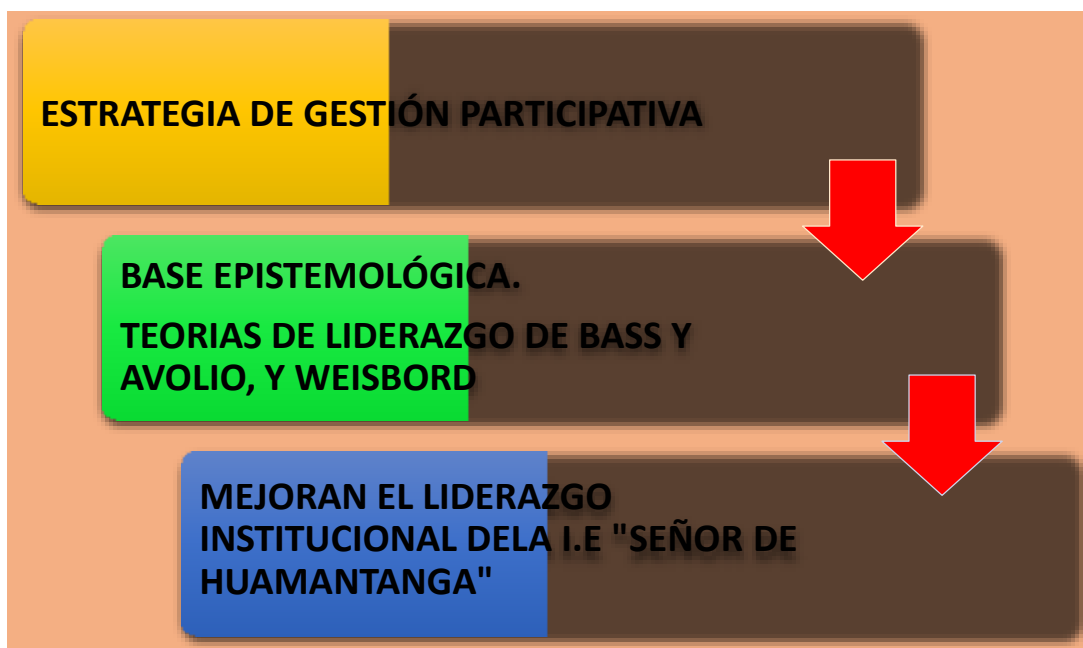 ESTRATEGIA DE GESTIÓN PARTICIPATIVA
BASE EPISTEMOLÓGICA.
TEORIAS DE LIDERAZGO DE BASS Y
AVOLIO, Y WEISBORD
MEJORAN EL LIDERAZGO
INSTITUCIONAL DELA I.E "SEÑOR DE
HUAMANTANGA"